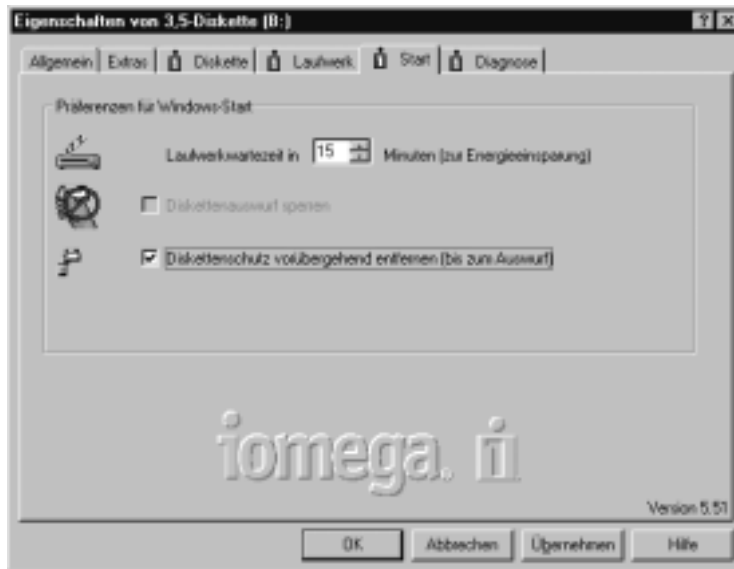 Eigenschaften von 3,5-Diskette (B:)
Allgemein Extras Diskette Laufwerk Start Diagnose
Präferenzen für Windows-Start
Laufwerkwartezeit in 15 Minuten (zur Energieeinsparung)
Diskettenauswurf sperren
Diskettenschutz vorübergehend entfernen (bis zum Auswurf)
iomega.
Version 5.51
OK Abbrechen Übernehmen Hilfe